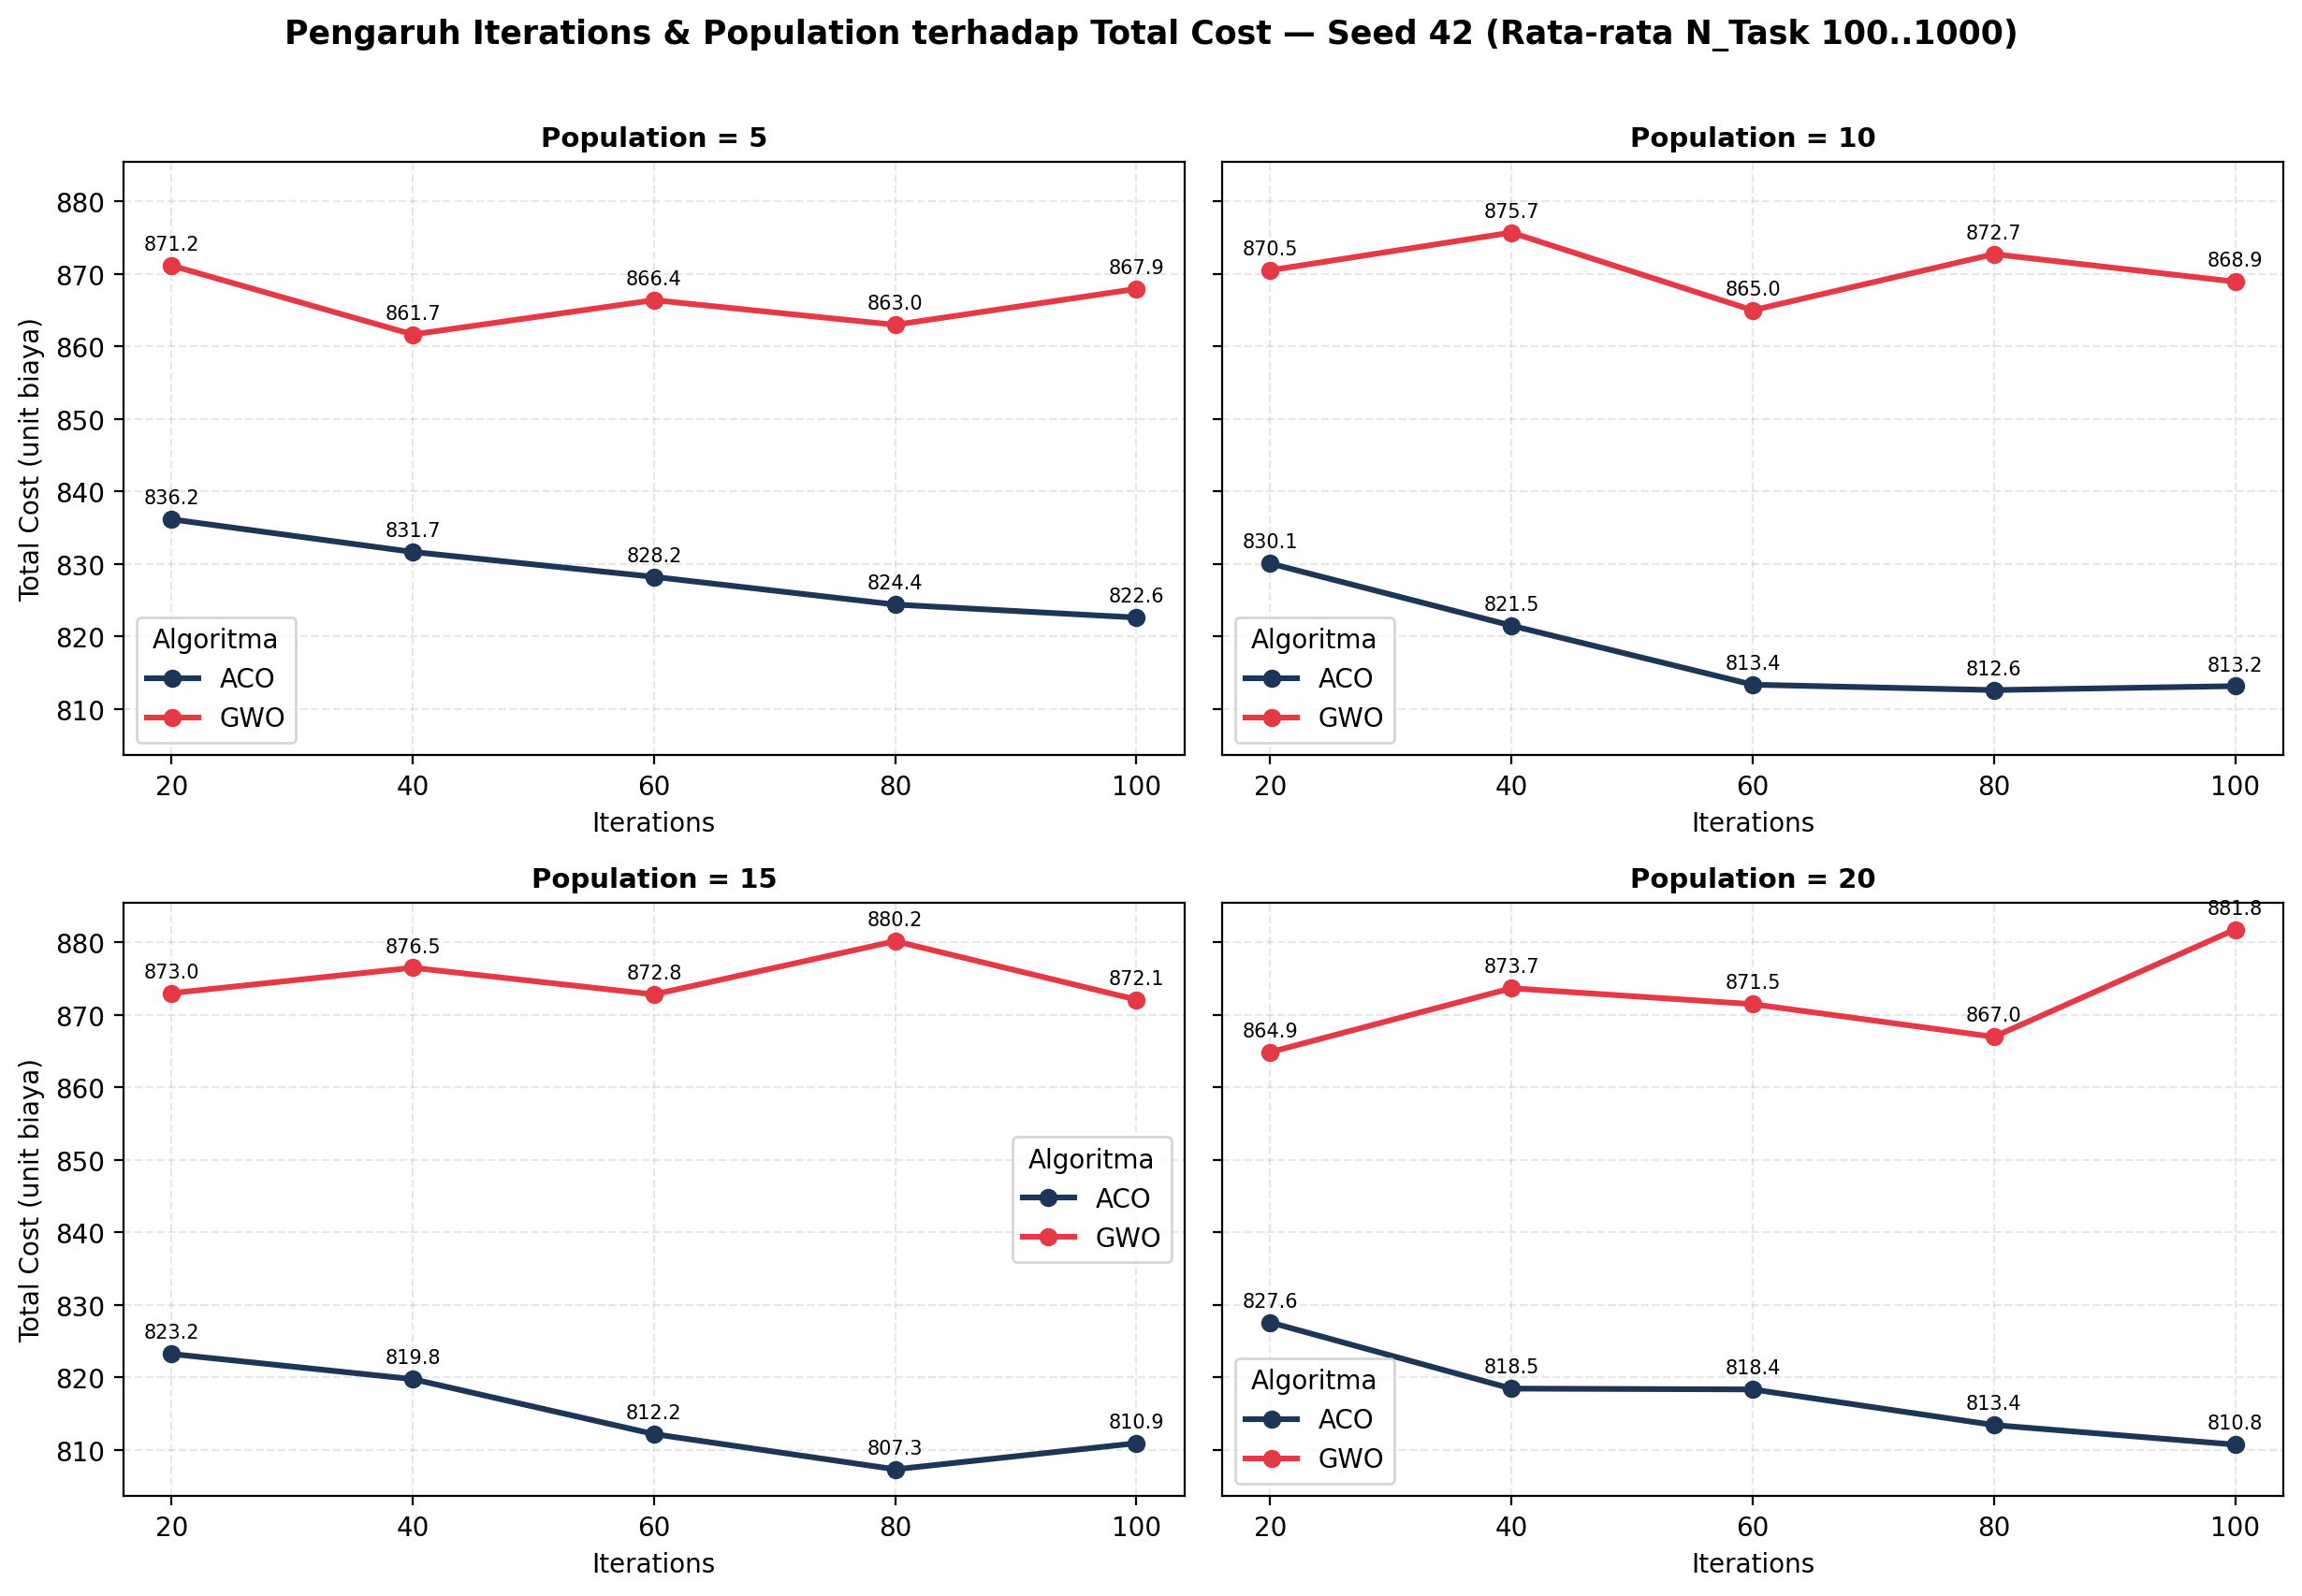 Pengaruh Iterations & Population terhadap Total Cost — Seed 42 (Rata-rata N_Task 100..1000)
Population = 5
Total Cost (unit biaya)
880
870
860
850
840
830
820
810
871.2
861.7
866.4
863.0
867.9
836.2
831.7
828.2
824.4
822.6
Algoritma
ACO
GWO
20 40 60 80 100
Iterations
Population = 10
870.5
875.7
865.0
872.7
868.9
830.1
821.5
813.4
812.6
813.2
Algoritma
ACO
GWO
20 40 60 80 100
Iterations
Population = 15
Total Cost (unit biaya)
880
870
860
850
840
830
820
810
873.0
876.5
872.8
880.2
872.1
823.2
819.8
812.2
807.3
810.9
Algoritma
ACO
GWO
20 40 60 80 100
Iterations
Population = 20
864.9
873.7
871.5
867.0
881.8
827.6
818.5
818.4
813.4
810.8
Algoritma
ACO
GWO
20 40 60 80 100
Iterations